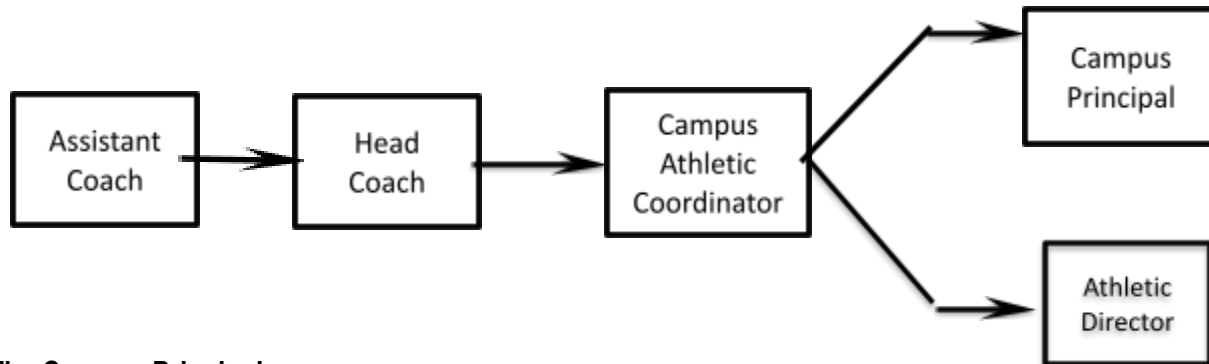 Assistant
Coach
Head
Coach
Campus
Athletic
Coordinator
Campus
Principal
Athletic
Director